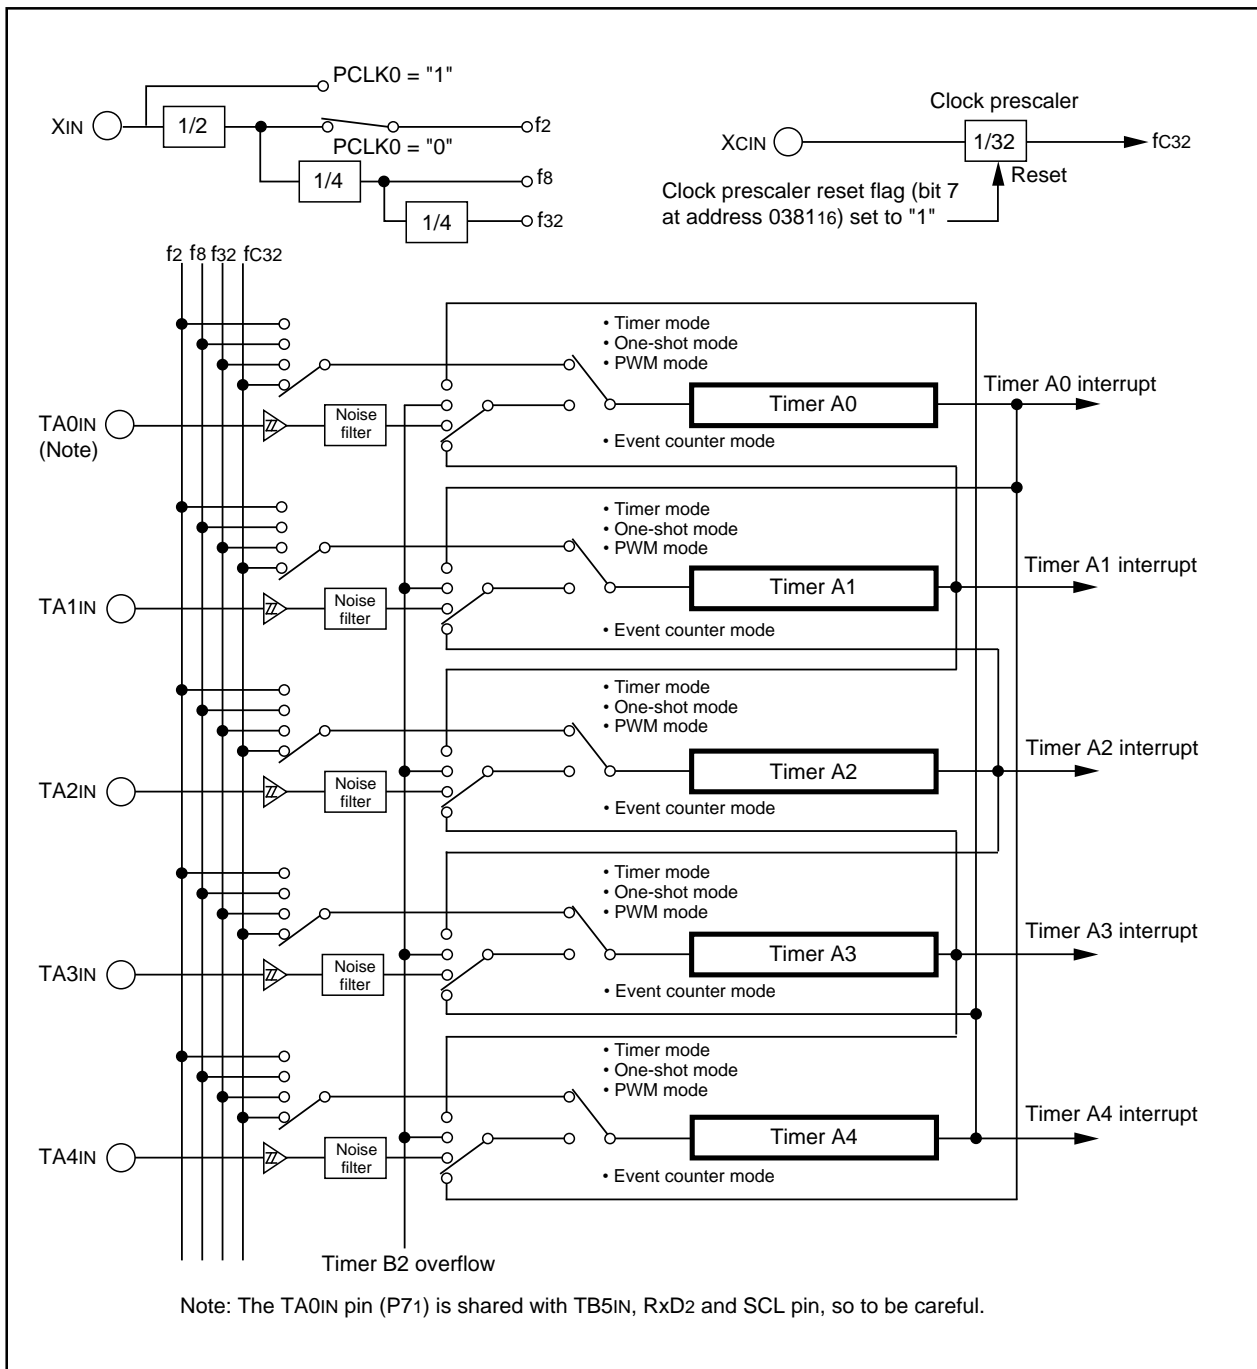 PCLK0 = "1"
XIN
1/2
f2
PCLK0 = "0"
1/4
f8
1/4
f32
Clock prescaler
XCIN
1/32
fC32
Reset
Clock prescaler reset flag (bit 7
at address 038116) set to "1"
f2 f8 f32 fC32
• Timer mode
• One-shot mode
• PWM mode
Timer A0 interrupt
TA0IN
(Note)
Noise
filter
Timer A0
• Event counter mode
• Timer mode
• One-shot mode
• PWM mode
Timer A1 interrupt
TA1IN
Noise
filter
Timer A1
• Event counter mode
• Timer mode
• One-shot mode
• PWM mode
Timer A2 interrupt
TA2IN
Noise
filter
Timer A2
• Event counter mode
• Timer mode
• One-shot mode
• PWM mode
Timer A3 interrupt
TA3IN
Noise
filter
Timer A3
• Event counter mode
• Timer mode
• One-shot mode
• PWM mode
Timer A4 interrupt
TA4IN
Noise
filter
Timer A4
• Event counter mode
Timer B2 overflow
Note: The TA0IN pin (P71) is shared with TB5IN, RxD2 and SCL pin, so to be careful.